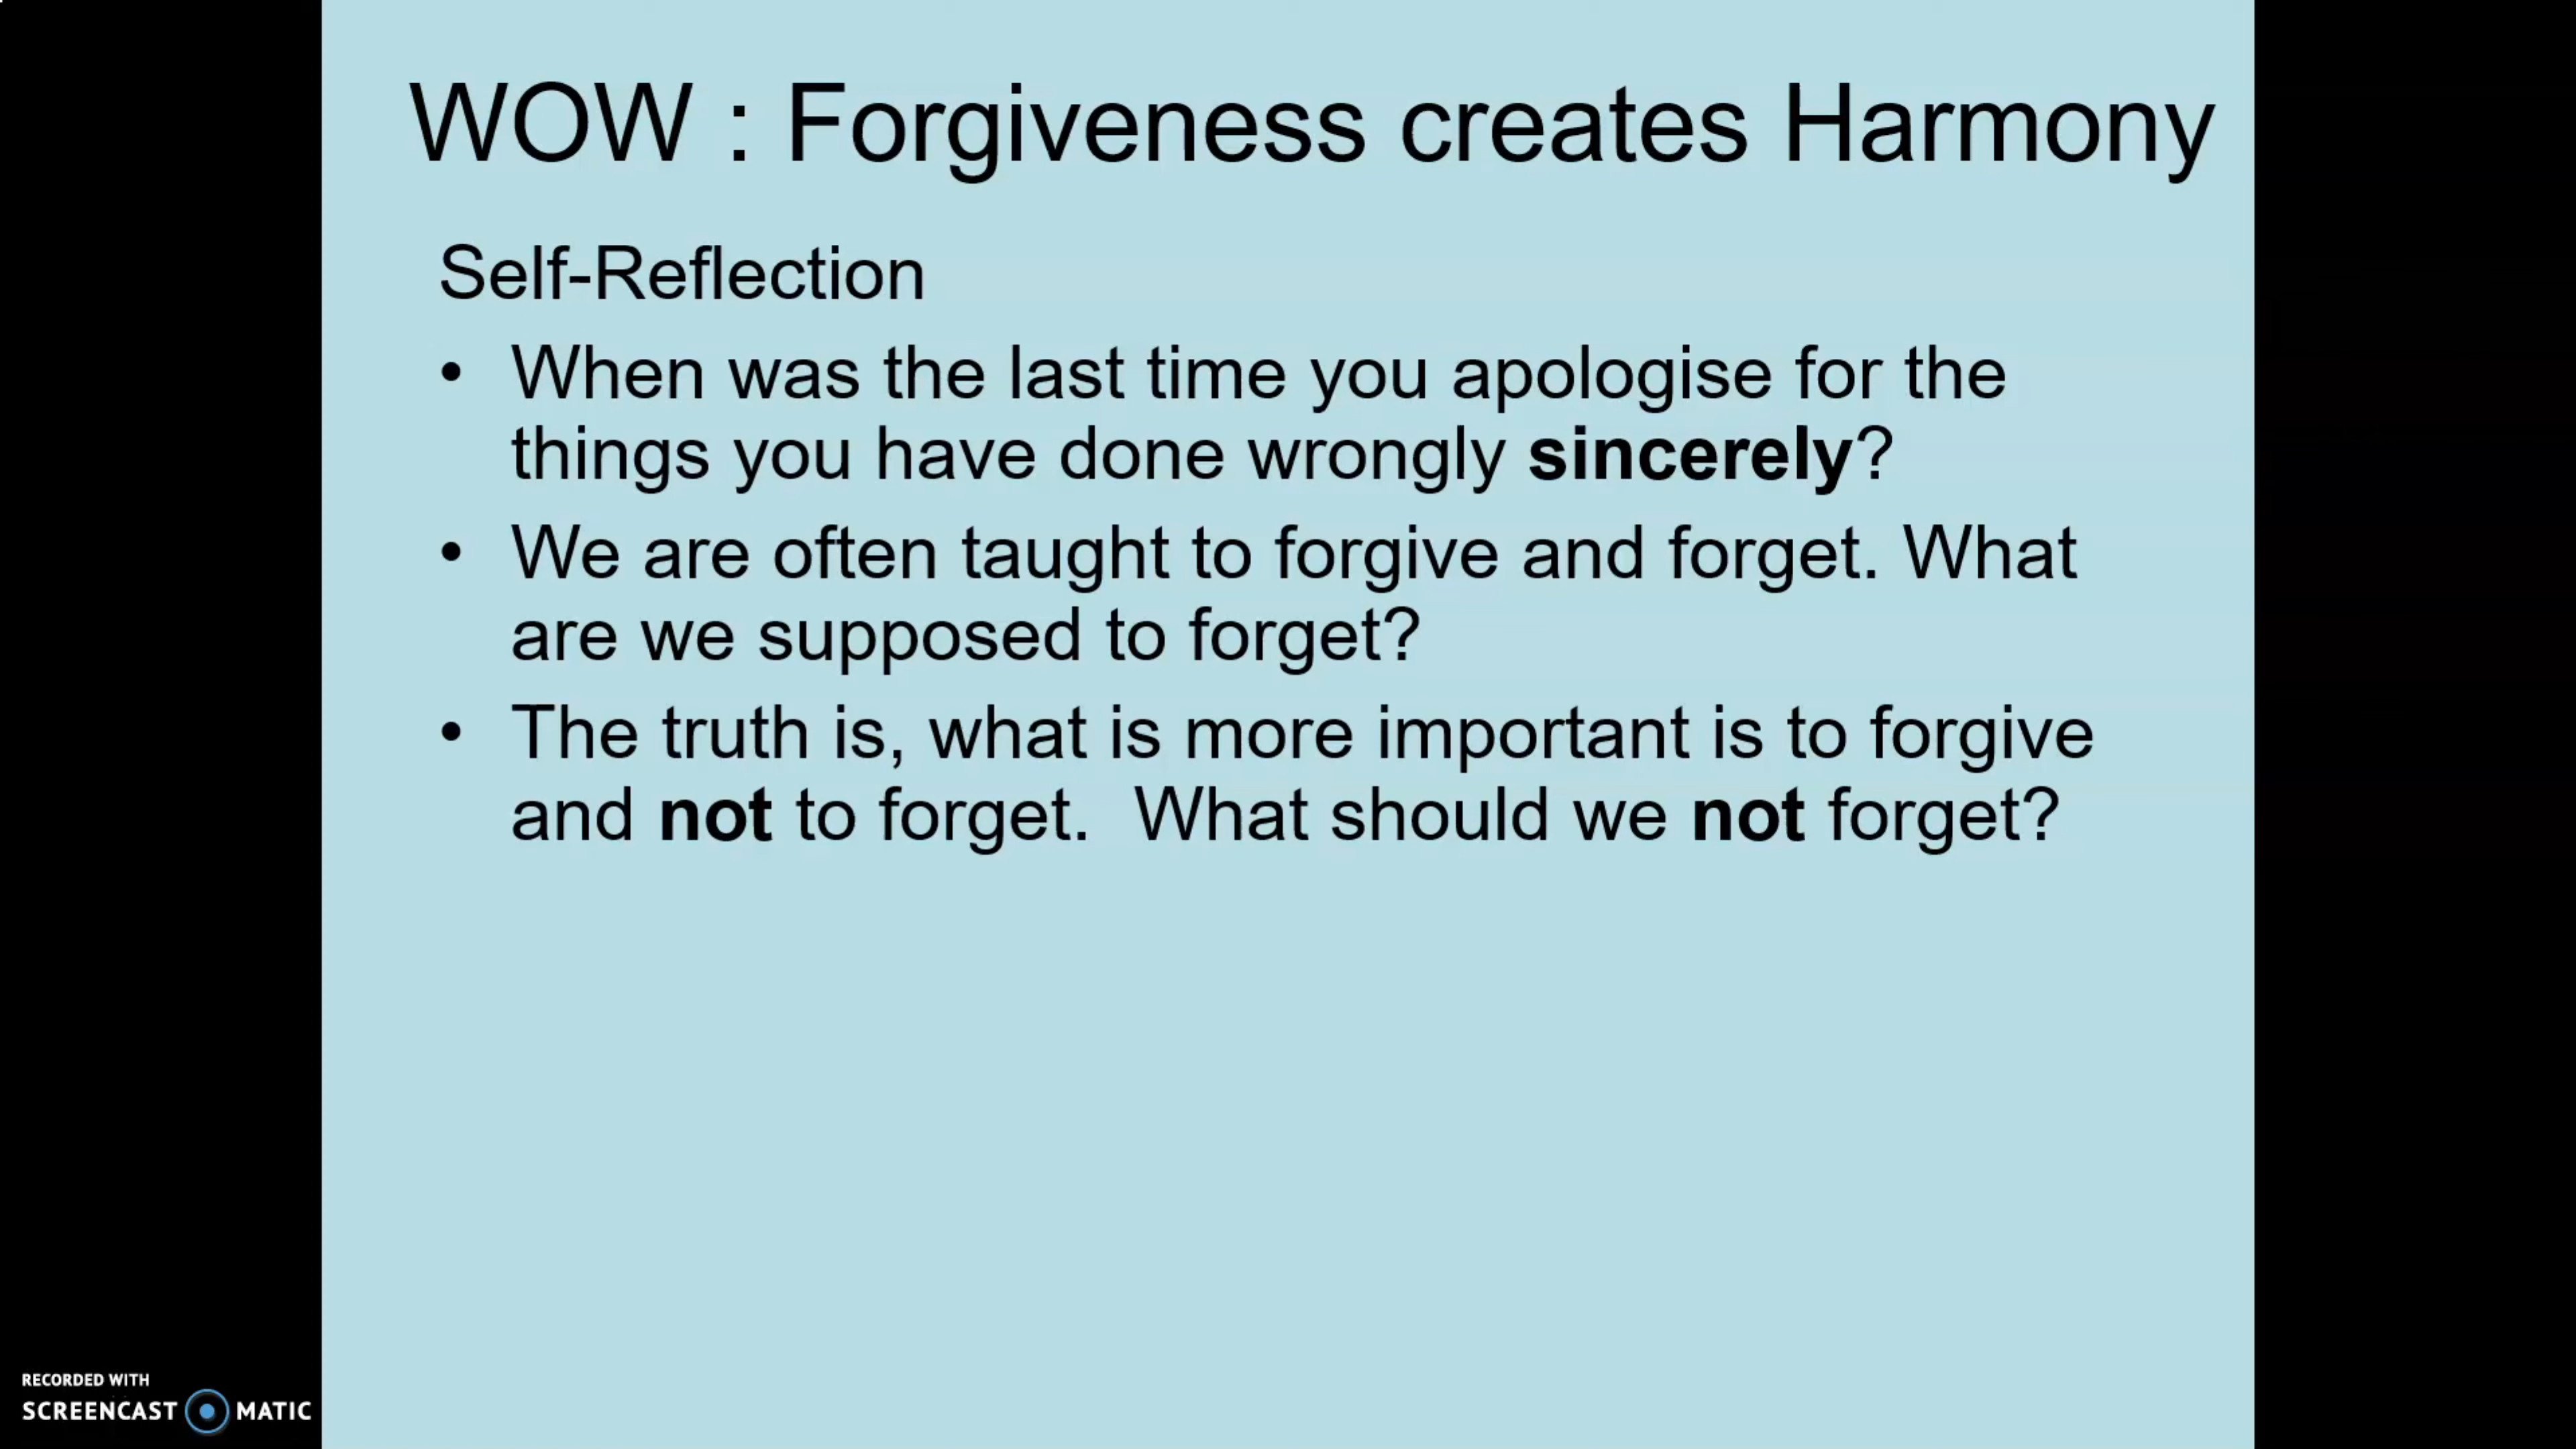 WOW : Forgiveness creates Harmony
Self-Reflection
• When was the last time you apologise for the
things you have done wrongly sincerely?
• We are often taught to forgive and forget. What
are we supposed to forget?
• The truth is, what is more important is to forgive
and not to forget.  What should we not forget?
RECORDED WITH
SCREENCAST MATIC